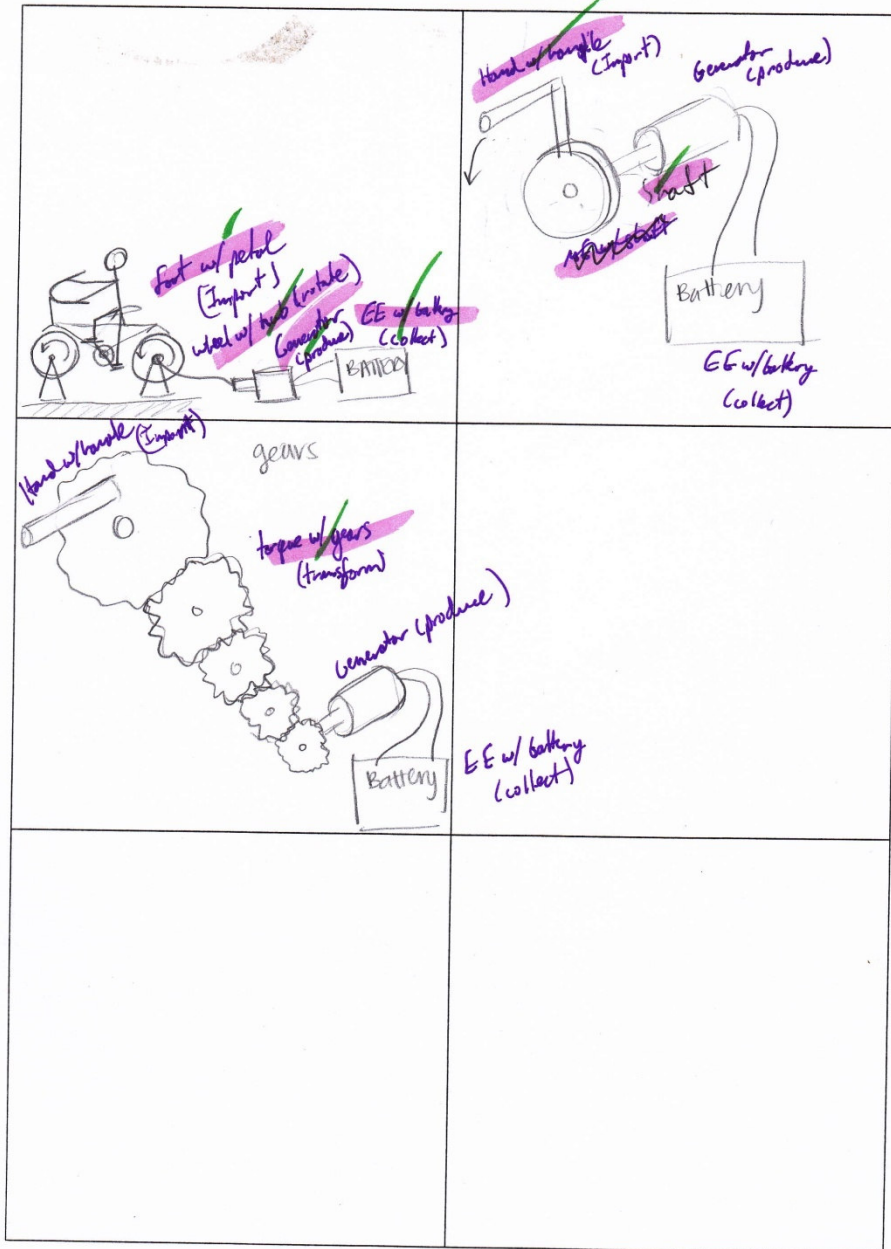 foot w/ petal
(Import)
wheel w/ hub (rotate)
Generator
(produce)
EE w/ battery
(collect)
BATTERY
Hand w/ handle
(Import)
Generator
(produce)
Shaft
Battery
EE w/ battery
(collect)
Hand w/ handle (Import)
gears
torque w/ gears
(transform)
Generator (produce)
Battery
EE w/ battery
(collect)